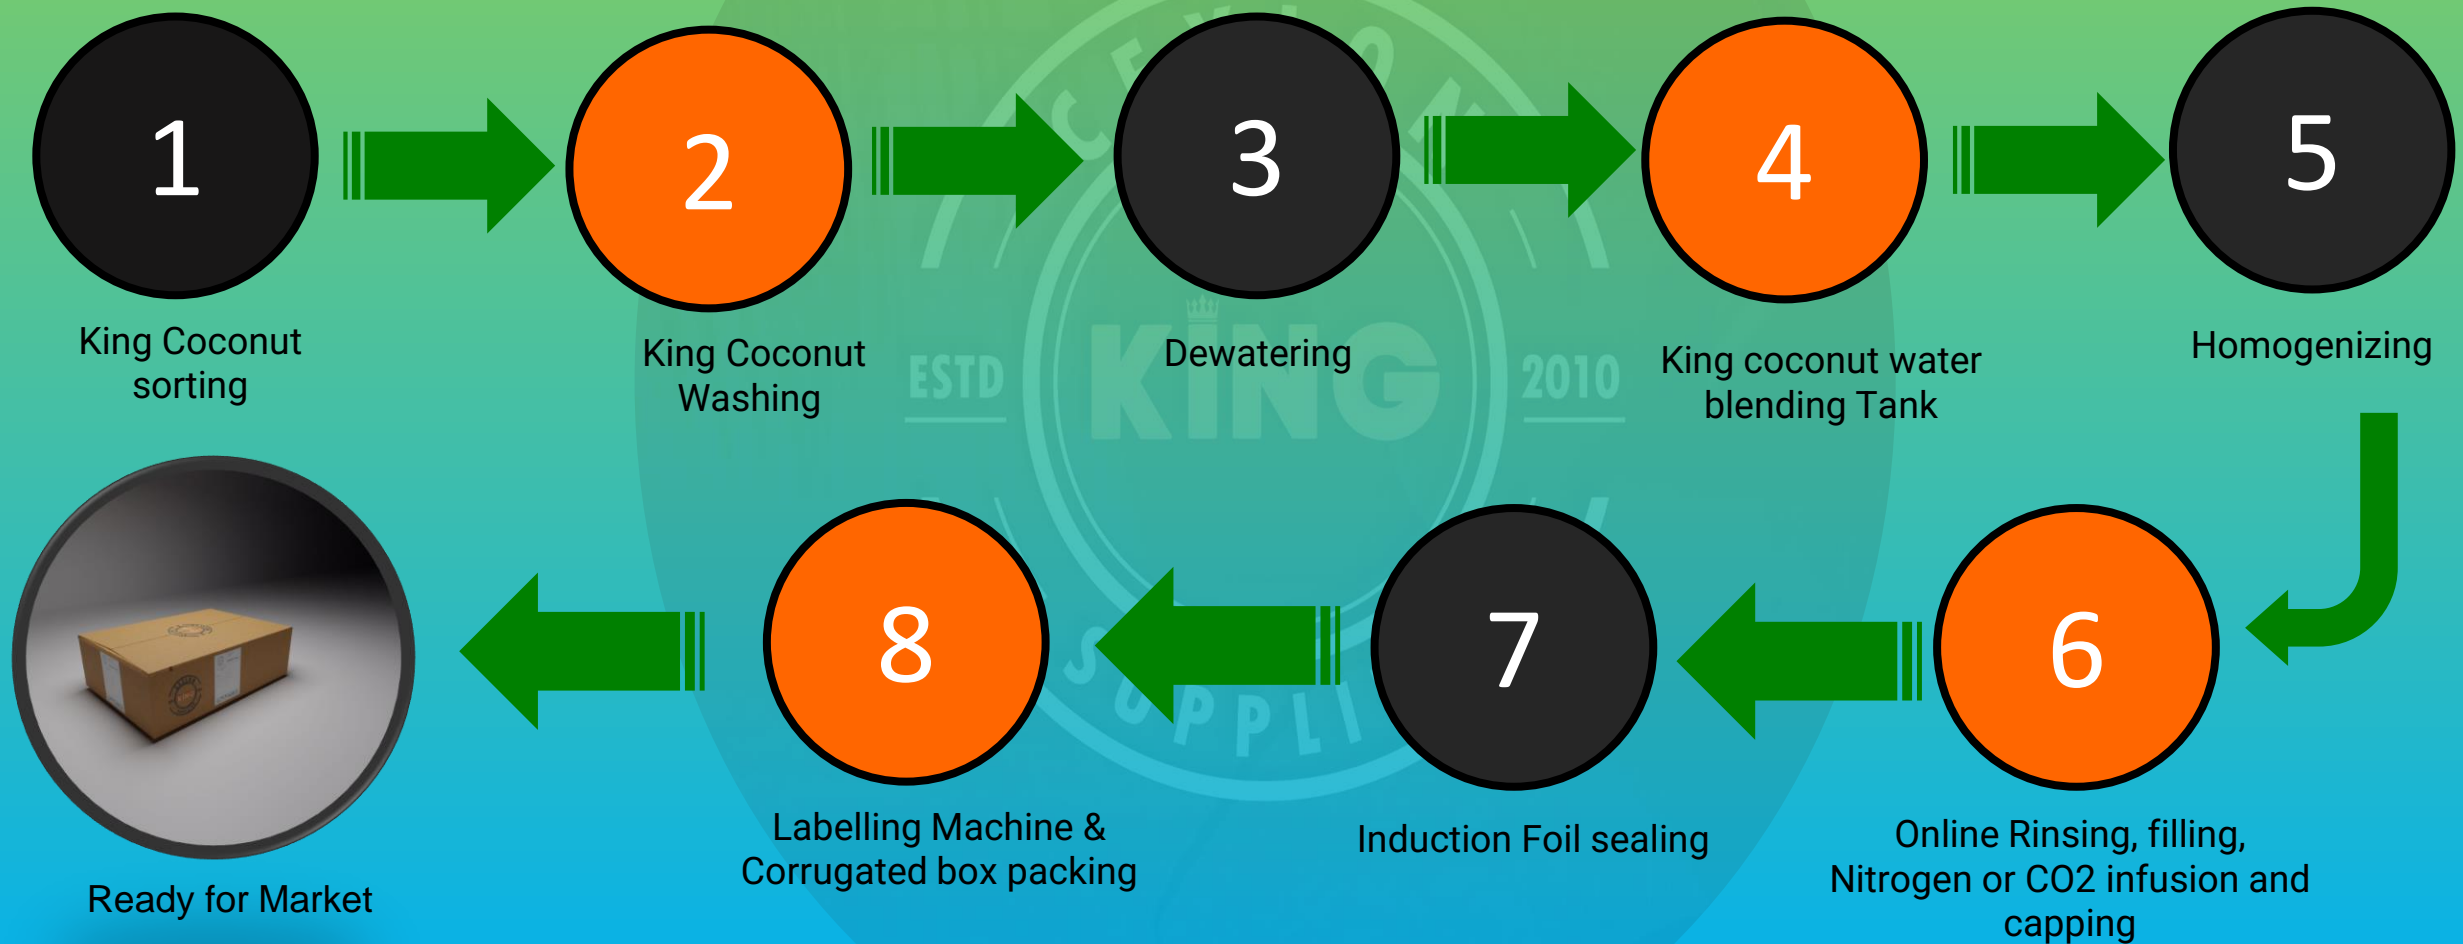 1
King Coconut
sorting
2
King Coconut
Washing
3
Dewatering
4
King coconut water
blending Tank
5
Homogenizing
CEYLON
ESTD
KING
2010
Ready for Market
8
Labelling Machine &
Corrugated box packing
7
Induction Foil sealing
6
Online Rinsing, filling,
Nitrogen or CO2 infusion and
capping